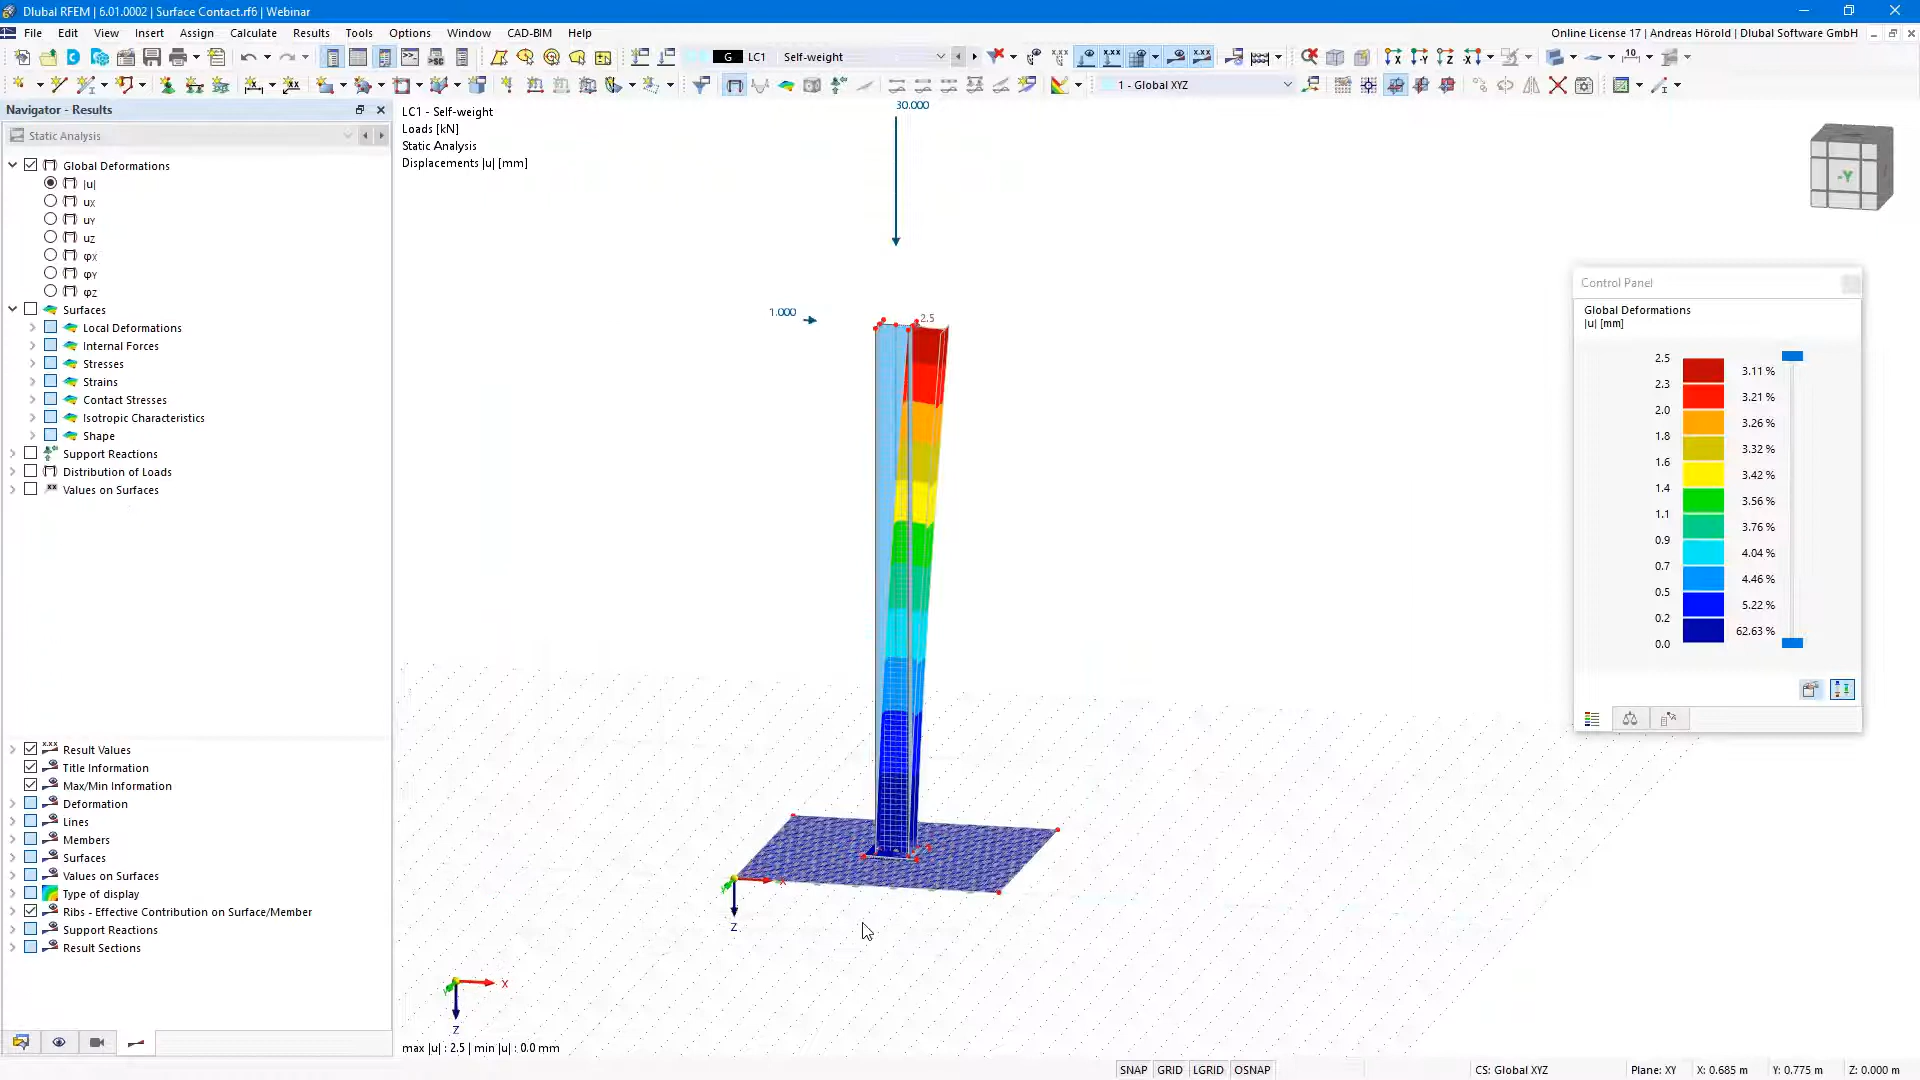 Dlubal RFEM | 6.01.0002 | Surface Contact.rf6 | Webinar
File Edit View Insert Assign Calculate Results Tools Options Window CAD-BIM Help
Online License 17 | Andreas Hörold | Dlubal Software GmbH
G LC1 Self-weight
1 - Global XYZ
Navigator - Results
Static Analysis
Global Deformations
|u|
uX
uY
uZ
φX
φY
φZ
Surfaces
Local Deformations
Internal Forces
Stresses
Strains
Contact Stresses
Isotropic Characteristics
Shape
Support Reactions
Distribution of Loads
Values on Surfaces
Result Values
Title Information
Max/Min Information
Deformation
Lines
Members
Surfaces
Values on Surfaces
Type of display
Ribs - Effective Contribution on Surface/Member
Support Reactions
Result Sections
LC1 - Self-weight
Loads [kN]
Static Analysis
Displacements |u| [mm]
30.000
1.000
2.5
X
Z
X
Z
max |u| : 2.5 | min |u| : 0.0 mm
-Y
Control Panel
Global Deformations
|u| [mm]
2.5
3.11 %
2.3
3.21 %
2.0
3.26 %
1.8
3.32 %
1.6
3.42 %
1.4
3.56 %
1.1
3.76 %
0.9
4.04 %
0.7
4.46 %
0.5
5.22 %
0.2
62.63 %
0.0
SNAP GRID LGRID OSNAP
CS: Global XYZ
Plane: XY
X: 0.685 m
Y: 0.775 m
Z: 0.000 m